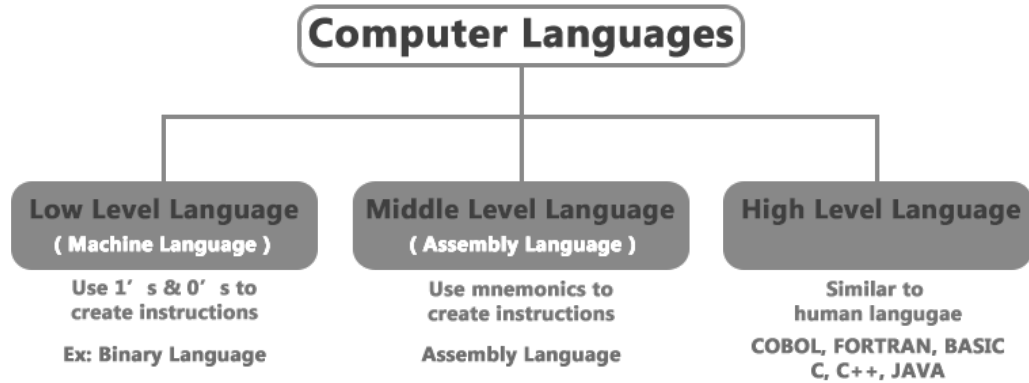 Computer Languages
Low Level Language
( Machine Language )
Use 1' s & 0' s to
create instructions
Ex: Binary Language
Middle Level Language
( Assembly Language )
Use mnemonics to
create instructions
Assembly Language
High Level Language
Similar to
human langugae
COBOL, FORTRAN, BASIC
C, C++, JAVA